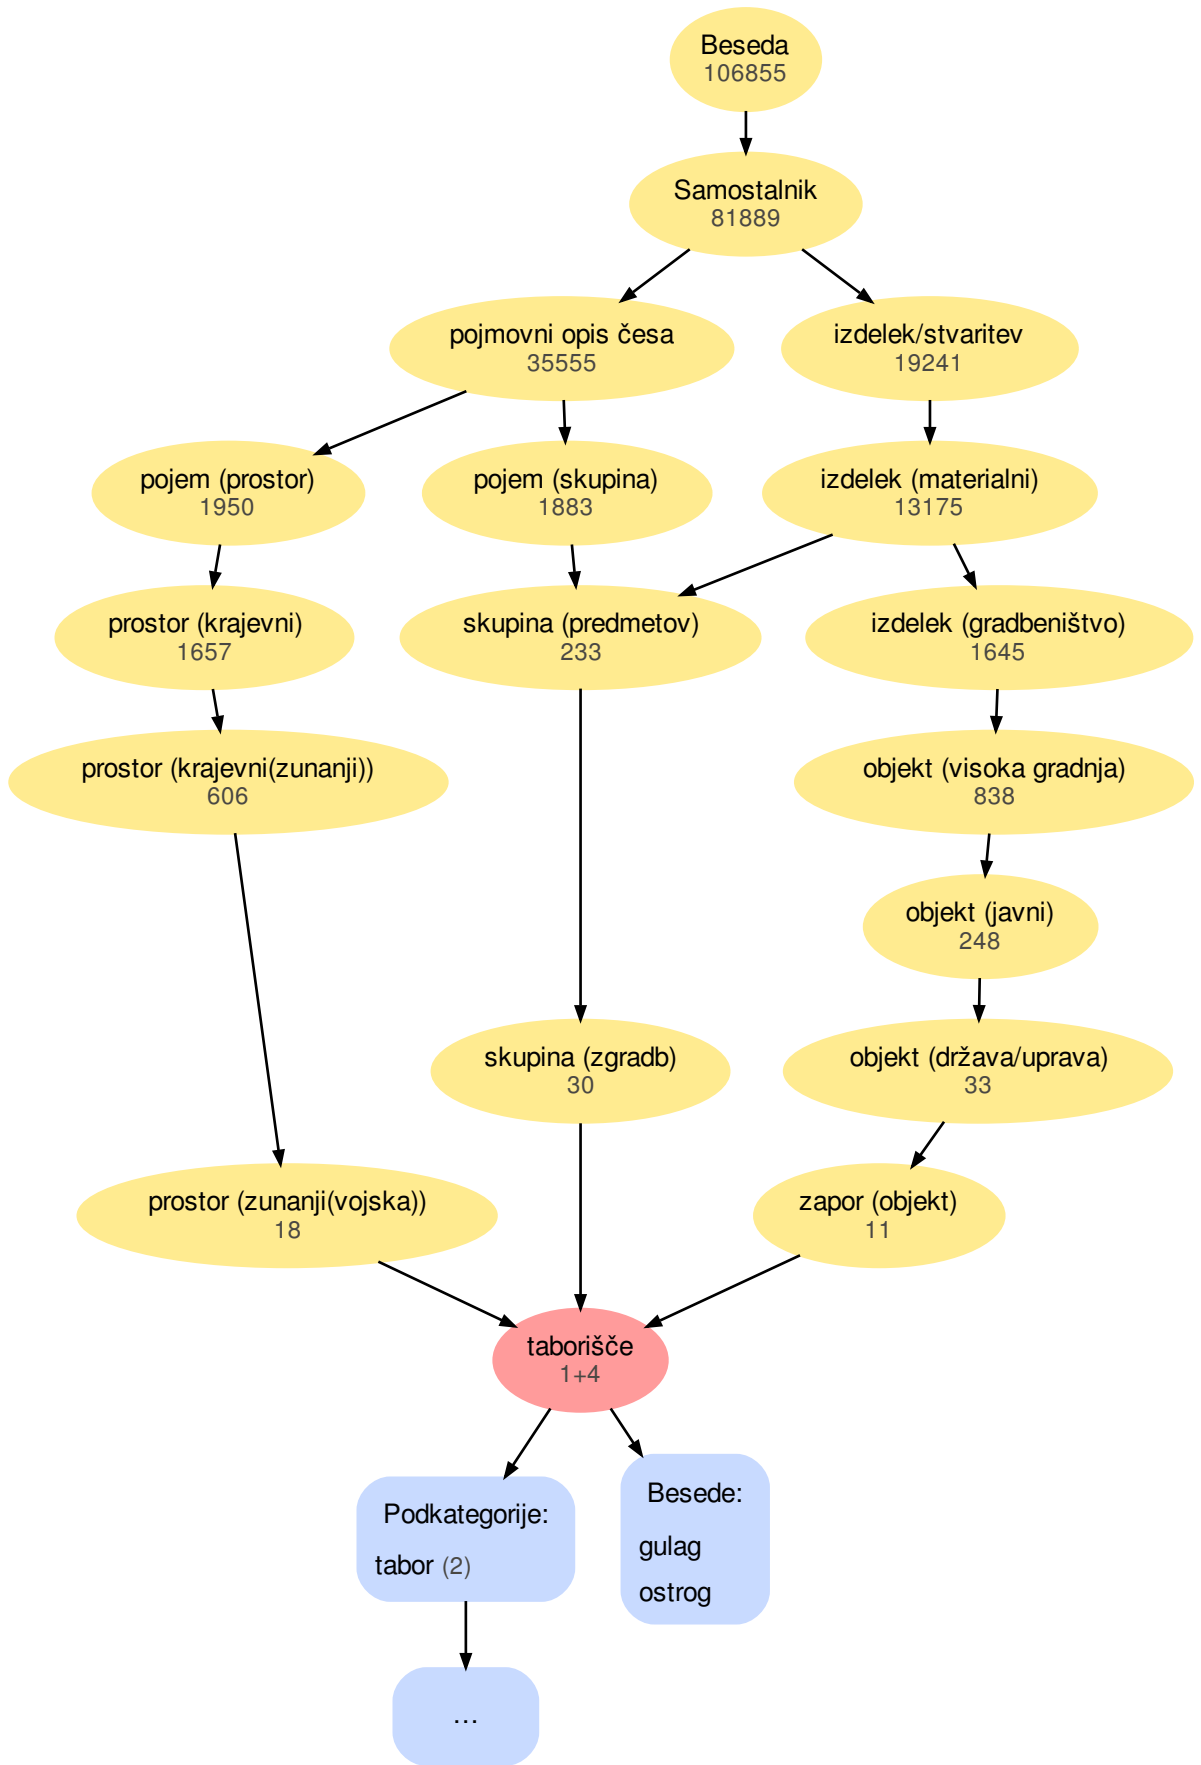 Beseda
106855
Samostalnik
81889
pojmovni opis česa
35555
izdelek/stvaritev
19241
pojem (prostor)
1950
pojem (skupina)
1883
izdelek (materialni)
13175
prostor (krajevni)
1657
skupina (predmetov)
233
izdelek (gradbeništvo)
1645
prostor (krajevni(zunanji))
606
objekt (visoka gradnja)
838
objekt (javni)
248
skupina (zgradb)
30
objekt (država/uprava)
33
prostor (zunanji(vojska))
18
zapor (objekt)
11
taborišče
1+4
Podkategorije:
tabor (2)
Besede:
gulag
ostrog
…